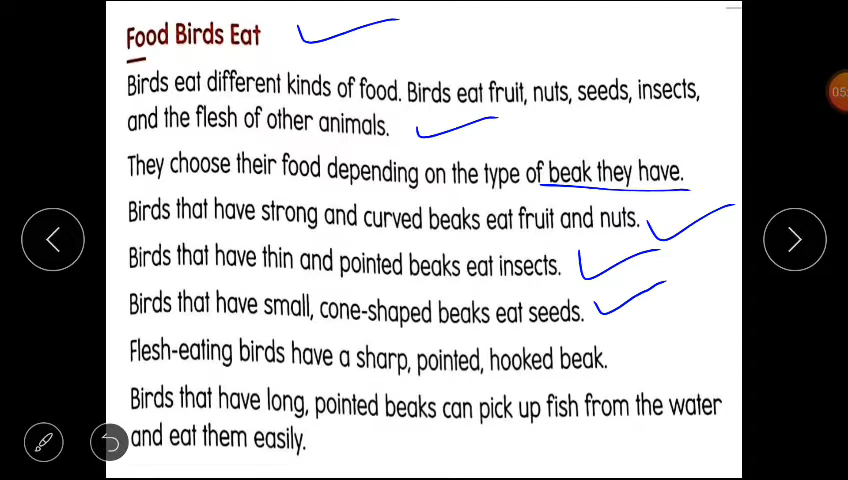 Food Birds Eat
Birds eat different kinds of food. Birds eat fruit, nuts, seeds, insects,
and the flesh of other animals.
They choose their food depending on the type of beak they have.
Birds that have strong and curved beaks eat fruit and nuts.
Birds that have thin and pointed beaks eat insects.
Birds that have small, cone-shaped beaks eat seeds.
Flesh-eating birds have a sharp, pointed, hooked beak.
Birds that have long, pointed beaks can pick up fish from the water
and eat them easily.